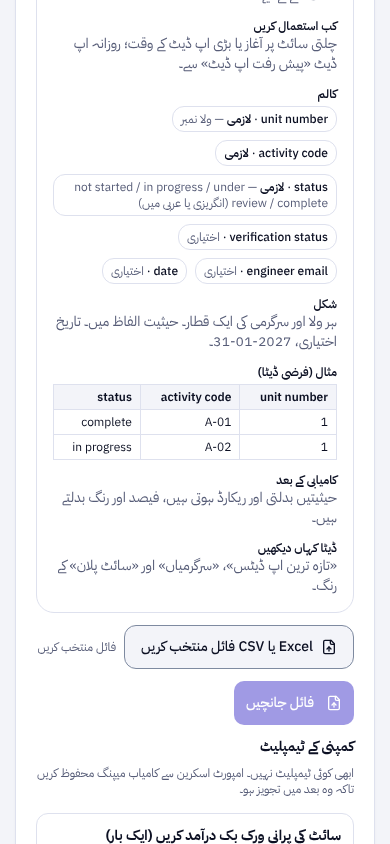 کب استعمال کریں
چلتی سائٹ پر آغاز یا بڑی اپ ڈیٹ کے وقت؛ روزانہ اپ
ڈیٹ «پیش رفت اپ ڈیٹ» سے۔
کالم
unit number · لازمی — ولا نمبر
activity code · لازمی
status · لازمی — not started / in progress / under
review / complete (انگریزی یا عربی میں)
verification status · اختیاری
engineer email · اختیاری
date · اختیاری
شکل
ہر ولا اور سرگرمی کی ایک قطار۔ حیثیت الفاظ میں۔ تاریخ
اختیاری، 2027-01-31۔
مثال (فرضی ڈیٹا)
unit number activity code status
1 A-01 complete
1 A-02 in progress
کامیابی کے بعد
حیثیتیں بدلتی اور ریکارڈ ہوتی ہیں، فیصد اور رنگ بدلتے
ہیں۔
ڈیٹا کہاں دیکھیں
«تازہ ترین اپ ڈیٹس»، «سرگرمیاں» اور «سائٹ پلان» کے
رنگ۔
Excel یا CSV فائل منتخب کریں
فائل منتخب کریں
فائل جانچیں
کمپنی کے ٹیمپلیٹ
ابھی کوئی ٹیمپلیٹ نہیں۔ امپورٹ اسکرین سے کامیاب میپنگ محفوظ کریں
تاکہ وہ بعد میں تجویز ہو۔
سائٹ کی پرانی ورک بک درآمد کریں (ایک بار)